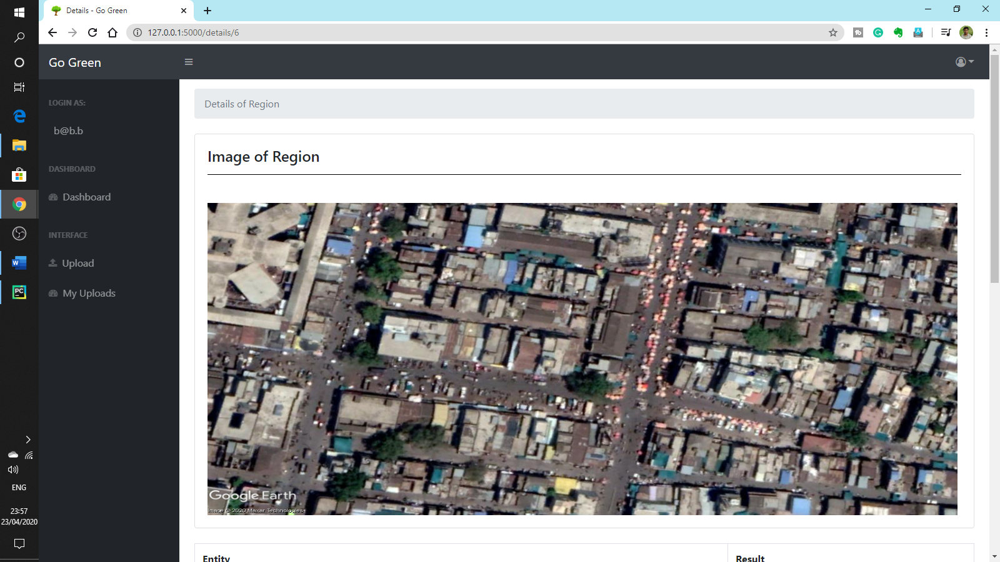 Details - Go Green
127.0.0.1:5000/details/6
Go Green
LOGIN AS:
b@b.b
DASHBOARD
Dashboard
INTERFACE
Upload
My Uploads
Details of Region
Image of Region
Google Earth
Image © 2020 Maxar Technologies
Entity
Result
ENG
23:57
23/04/2020
W
PC
tb